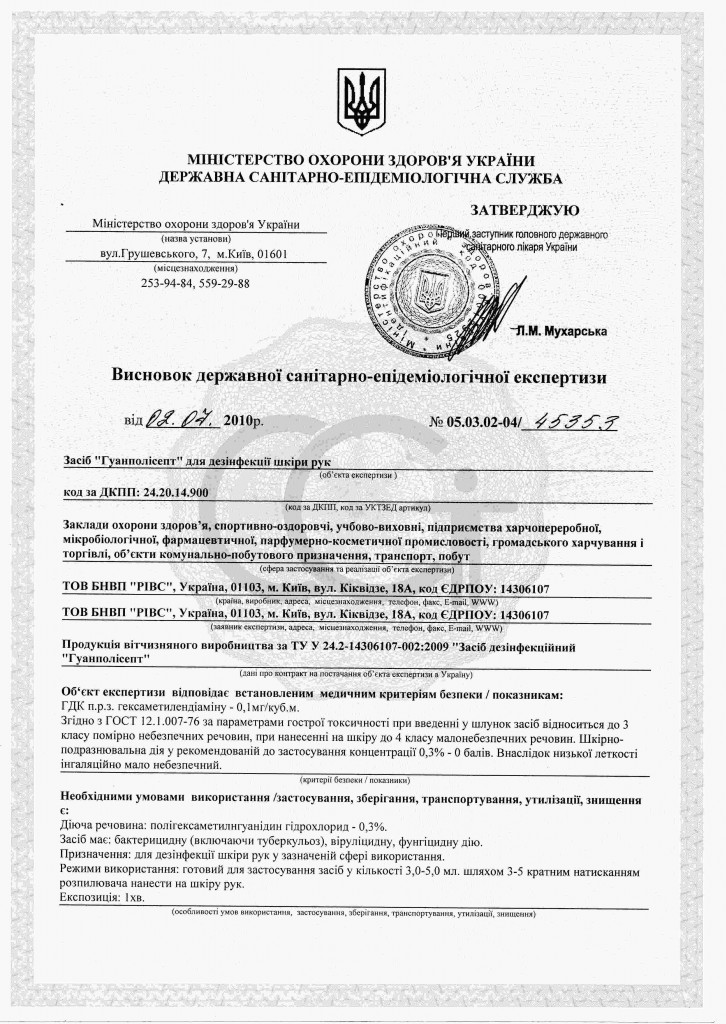 МІНІСТЕРСТВО ОХОРОНИ ЗДОРОВ'Я УКРАЇНИ
ДЕРЖАВНА САНІТАРНО-ЕПІДЕМІОЛОГІЧНА СЛУЖБА
ЗАТВЕРДЖУЮ
Міністерство охорони здоров'я України
(назва установи)
вул.Грушевського, 7, м.Київ, 01601
(місцезнаходження)
253-94-84, 559-29-88
Перший заступник головного державного
санітарного лікаря України
Л.М. Мухарська
Висновок державної санітарно-епідеміологічної експертизи
від 02.07. 2010р.
№ 05.03.02-04/ 45353
Засіб "Гуанполісепт" для дезінфекції шкіри рук
(об'єкта експертизи )
код за ДКПП: 24.20.14.900
(код за ДКПП, код за УКТЗЕД артикул)
Заклади охорони здоров'я, спортивно-оздоровчі, учбово-виховні, підприємства харчопереробної,
мікробіологічної, фармацевтичної, парфумерно-косметичної промисловості, громадського харчування і
торгівлі, об'єкти комунально-побутового призначення, транспорт, побут
(сфера застосування та реалізації об'єкта експертизи)
ТОВ БНВП "РІВС", Україна, 01103, м. Київ, вул. Кіквідзе, 18А, код ЄДРПОУ: 14306107
(країна, виробник, адреса, місцезнаходження, телефон, факс, E-mail, WWW)
ТОВ БНВП "РІВС", Україна, 01103, м. Київ, вул. Кіквідзе, 18А, код ЄДРПОУ: 14306107
(заявник експертизи, адреса, місцезнаходження, телефон, факс, E-mail, WWW)
Продукція вітчизняного виробництва за ТУ У 24.2-14306107-002:2009 "Засіб дезінфекційний
"Гуанполісепт"
(дані про контракт на постачання об'єкта експертизи в Україну)
Об'єкт експертизи відповідає встановленим медичним критеріям безпеки / показникам:
ГДК п.р.з. гексаметилендіаміну - 0,1мг/куб.м.
Згідно з ГОСТ 12.1.007-76 за параметрами гострої токсичності при введенні у шлунок засіб відноситься до 3
класу помірно небезпечних речовин, при нанесенні на шкіру до 4 класу малонебезпечних речовин. Шкірно-
подразнювальна дія у рекомендованій до застосування концентрації 0,3% - 0 балів. Внаслідок низької леткості
інгаляційно мало небезпечний.
(критерії безпеки / показники)
Необхідними умовами використання /застосування, зберігання, транспортування, утилізації, знищення
є:
Діюча речовина: полігексаметилнгуанідин гідрохлорид - 0,3%.
Засіб має: бактерицидну (включаючи туберкульоз), віруліцидну, фунгіцидну дію.
Призначення: для дезінфекції шкіри рук у зазначеній сфері використання.
Режими використання: готовий для застосування засіб у кількості 3,0-5,0 мл. шляхом 3-5 кратним натисканням
розпилювача нанести на шкіру рук.
Експозиція: 1хв.
(особливості умов використання, застосування, зберігання, транспортування, утилізації, знищення)